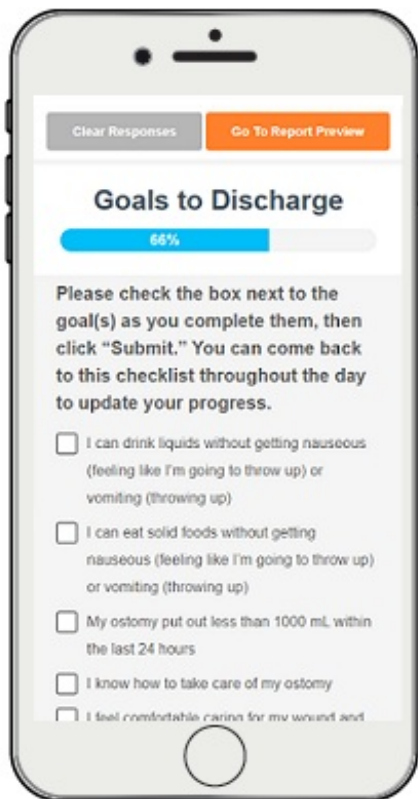 Clear Responses
Go To Report Preview
Goals to Discharge
66%
Please check the box next to the
goal(s) as you complete them, then
click “Submit.” You can come back
to this checklist throughout the day
to update your progress.
I can drink liquids without getting nauseous
(feeling like I'm going to throw up) or
vomiting (throwing up)
I can eat solid foods without getting
nauseous (feeling like I'm going to throw up)
or vomiting (throwing up)
My ostomy put out less than 1000 mL within
the last 24 hours
I know how to take care of my ostomy
I feel comfortable caring for my wound and